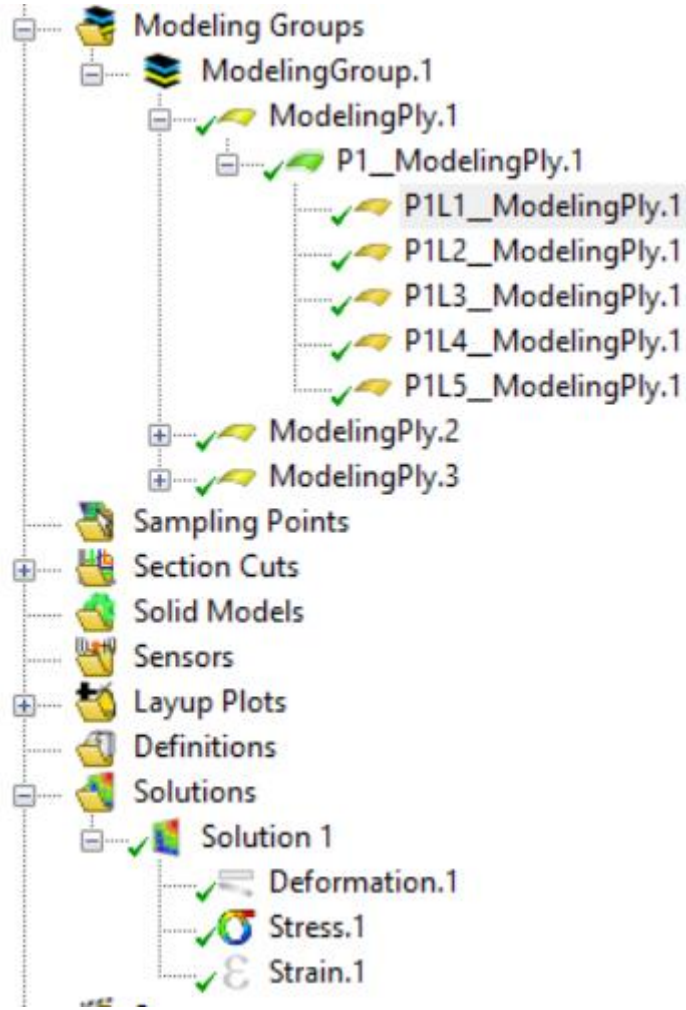 Modeling Groups
ModelingGroup.1
ModelingPly.1
P1__ModelingPly.1
P1L1__ModelingPly.1
P1L2__ModelingPly.1
P1L3__ModelingPly.1
P1L4__ModelingPly.1
P1L5__ModelingPly.1
ModelingPly.2
ModelingPly.3
Sampling Points
Section Cuts
Solid Models
Sensors
Layup Plots
Definitions
Solutions
Solution 1
Deformation.1
Stress.1
Strain.1